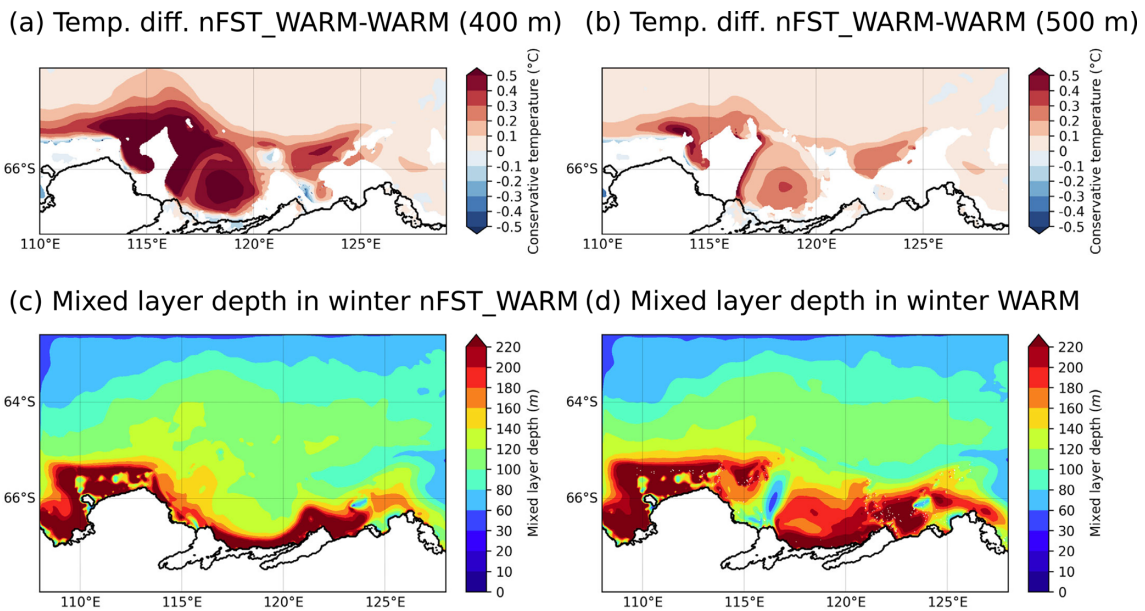 (a) Temp. diff. nFST_WARM-WARM (400 m)
(b) Temp. diff. nFST_WARM-WARM (500 m)
66°S
110°E 115°E 120°E 125°E
0.5
0.4
0.3
0.2
0.1
0
-0.1
-0.2
-0.3
-0.4
-0.5
Conservative temperature (°C)
66°S
110°E 115°E 120°E 125°E
0.5
0.4
0.3
0.2
0.1
0
-0.1
-0.2
-0.3
-0.4
-0.5
Conservative temperature (°C)
(c) Mixed layer depth in winter nFST_WARM
(d) Mixed layer depth in winter WARM
64°S
66°S
110°E 115°E 120°E 125°E
220
200
180
160
140
120
100
80
60
30
20
10
0
Mixed layer depth (m)
64°S
66°S
110°E 115°E 120°E 125°E
220
200
180
160
140
120
100
80
60
30
20
10
0
Mixed layer depth (m)